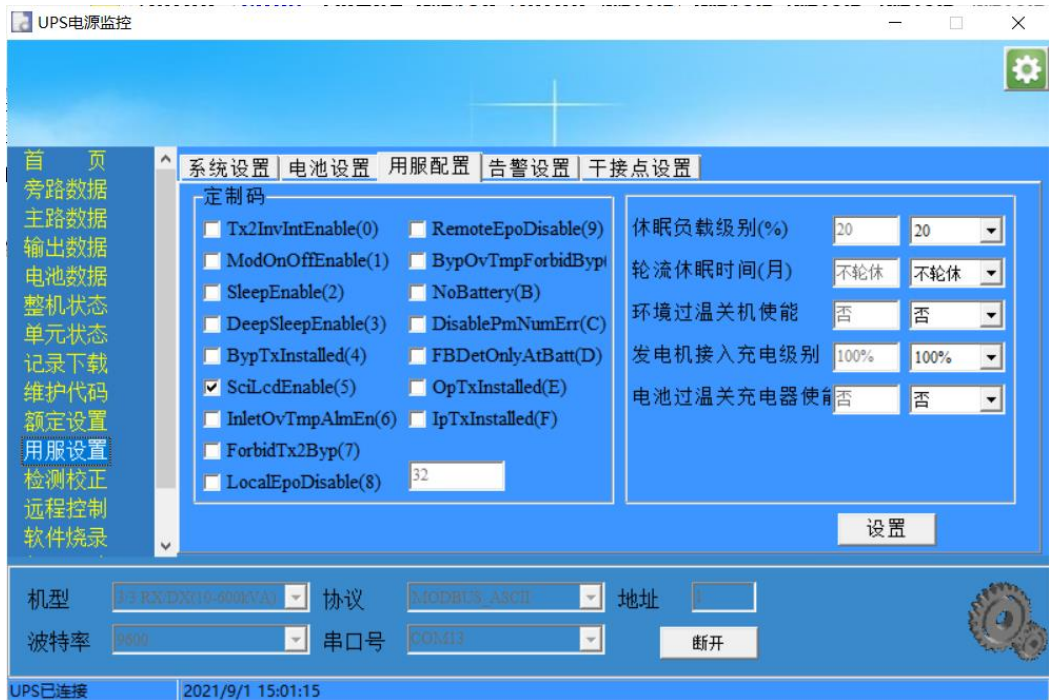 UPS电源监控
首 页
旁路数据
主路数据
输出数据
电池数据
整机状态
单元状态
记录下载
维护代码
额定设置
用服设置
检测校正
远程控制
软件烧录
系统设置 电池设置 用服配置 告警设置 干接点设置
定制码
Tx2InvIntEnable(0) RemoteEpoDisable(9)
ModOnOffEnable(1) BypOvTmpForbidByp(
SleepEnable(2) NoBattery(B)
DeepSleepEnable(3) DisablePmNumErr(C)
BypTxInstalled(4) FBDetOnlyAtBatt(D)
SciLcdEnable(5) OpTxInstalled(E)
InletOvTmpAlmEn(6) IpTxInstalled(F)
ForbidTx2Byp(7)
LocalEpoDisable(8) 32
休眠负载级别(%) 20 20
轮流休眠时间(月) 不轮休 不轮休
环境过温关机使能 否 否
发电机接入充电级别 100% 100%
电池过温关充电器使能 否 否
设置
机型 3/3 RX/DX(10-600kVA) 协议 MODBUS_ASCII 地址 1
波特率 9600 串口号 COM13 断开
UPS已连接 2021/9/1 15:01:15